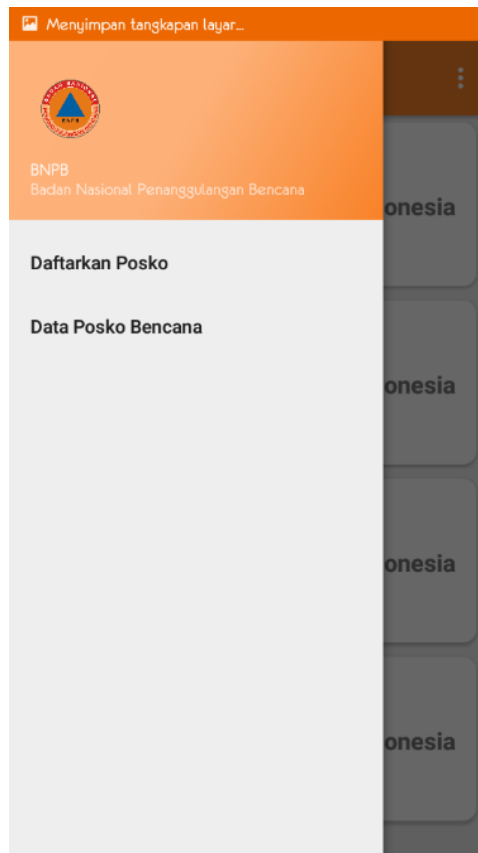 Menyimpan tangkapan layar...
BNPB
Badan Nasional Penanggulangan Bencana
Daftarkan Posko
Data Posko Bencana
onesia
onesia
onesia
onesia